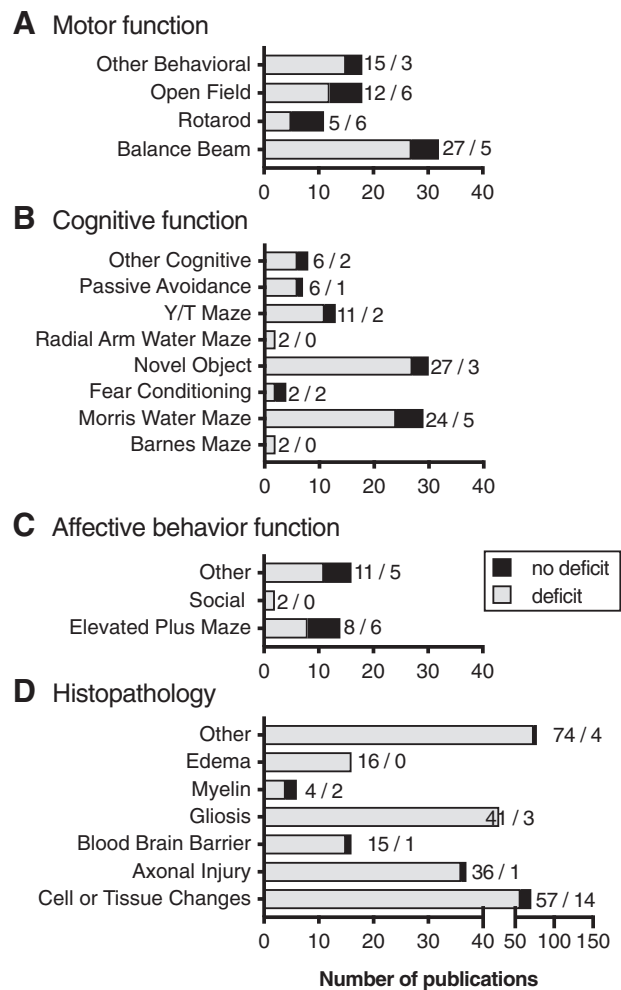 A Motor function
Other Behavioral 15 / 3
Open Field 12 / 6
Rotarod 5 / 6
Balance Beam 27 / 5
0 10 20 30 40
B Cognitive function
Other Cognitive 6 / 2
Passive Avoidance 6 / 1
Y/T Maze 11 / 2
Radial Arm Water Maze 2 / 0
Novel Object 27 / 3
Fear Conditioning 2 / 2
Morris Water Maze 24 / 5
Barnes Maze 2 / 0
0 10 20 30 40
C Affective behavior function
Other 11 / 5
Social 2 / 0
Elevated Plus Maze 8 / 6
0 10 20 30 40
no deficit
deficit
D Histopathology
Other 74 / 4
Edema 16 / 0
Myelin 4 / 2
Gliosis 41 / 3
Blood Brain Barrier 15 / 1
Axonal Injury 36 / 1
Cell or Tissue Changes 57 / 14
0 10 20 30 40 50 100 150
Number of publications